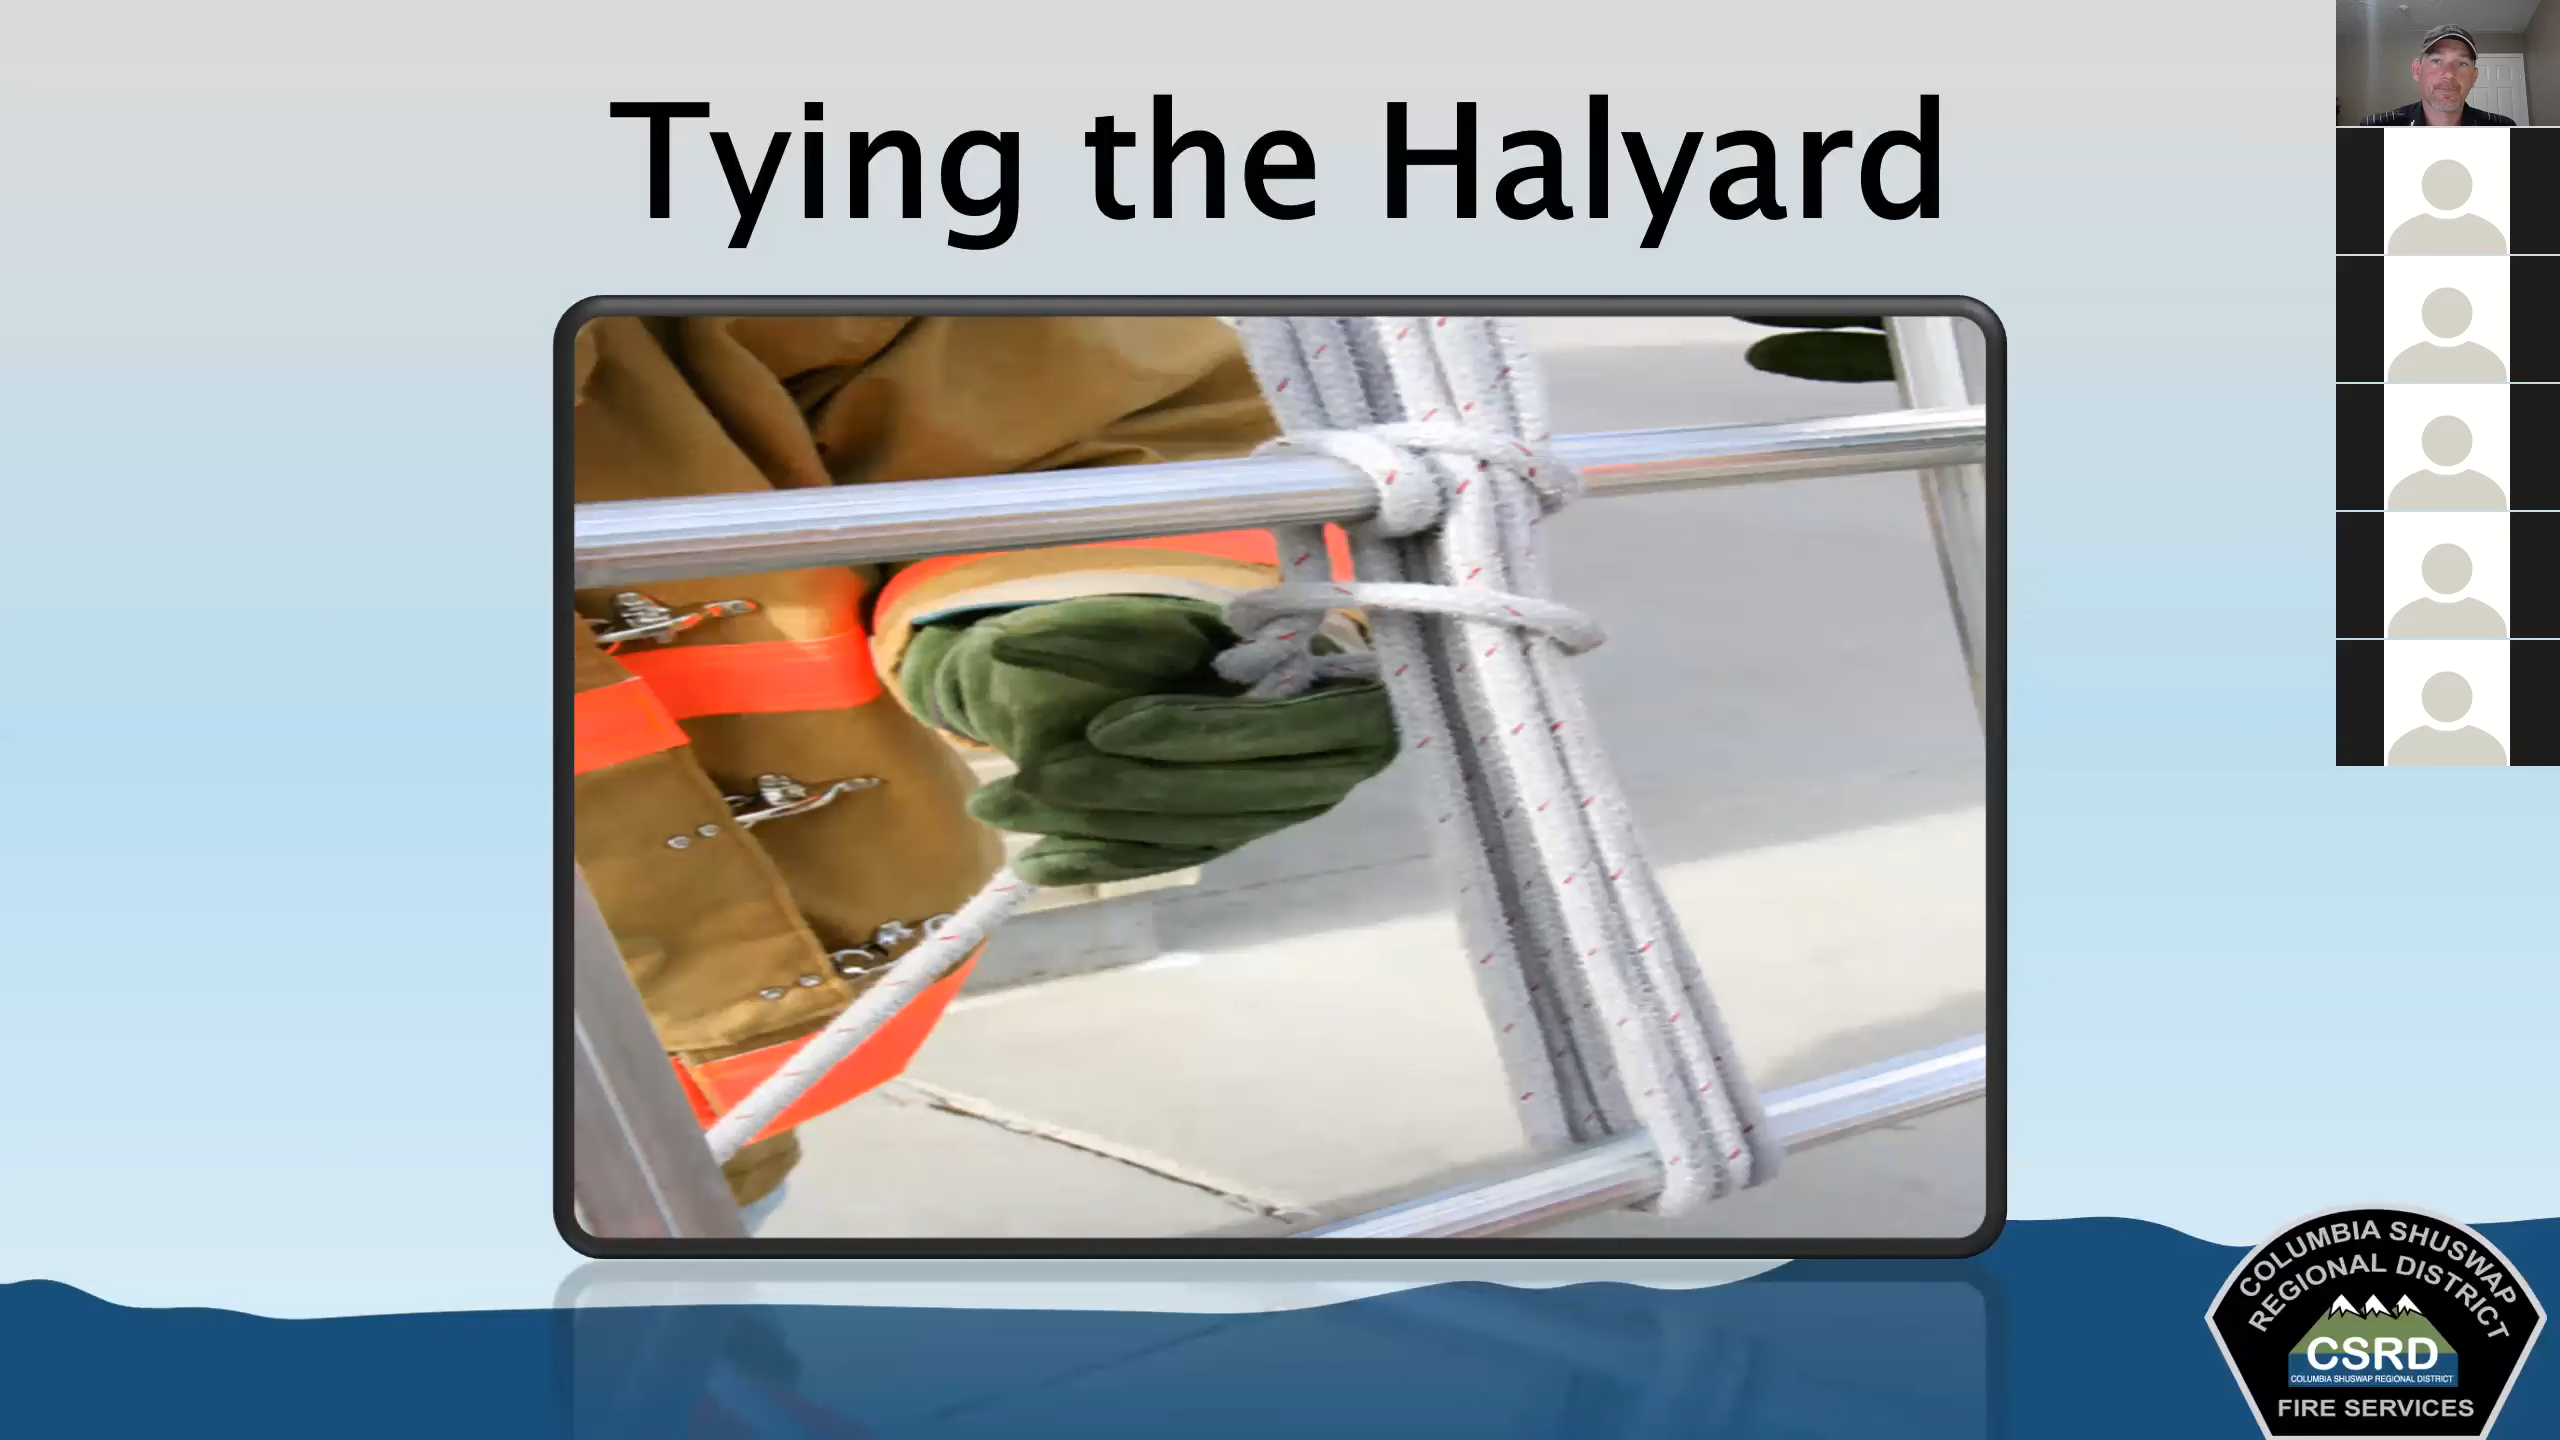 Tying the Halyard
COLUMBIA SHUSWAP
REGIONAL DISTRICT
CSRD
COLUMBIA SHUSWAP REGIONAL DISTRICT
FIRE SERVICES